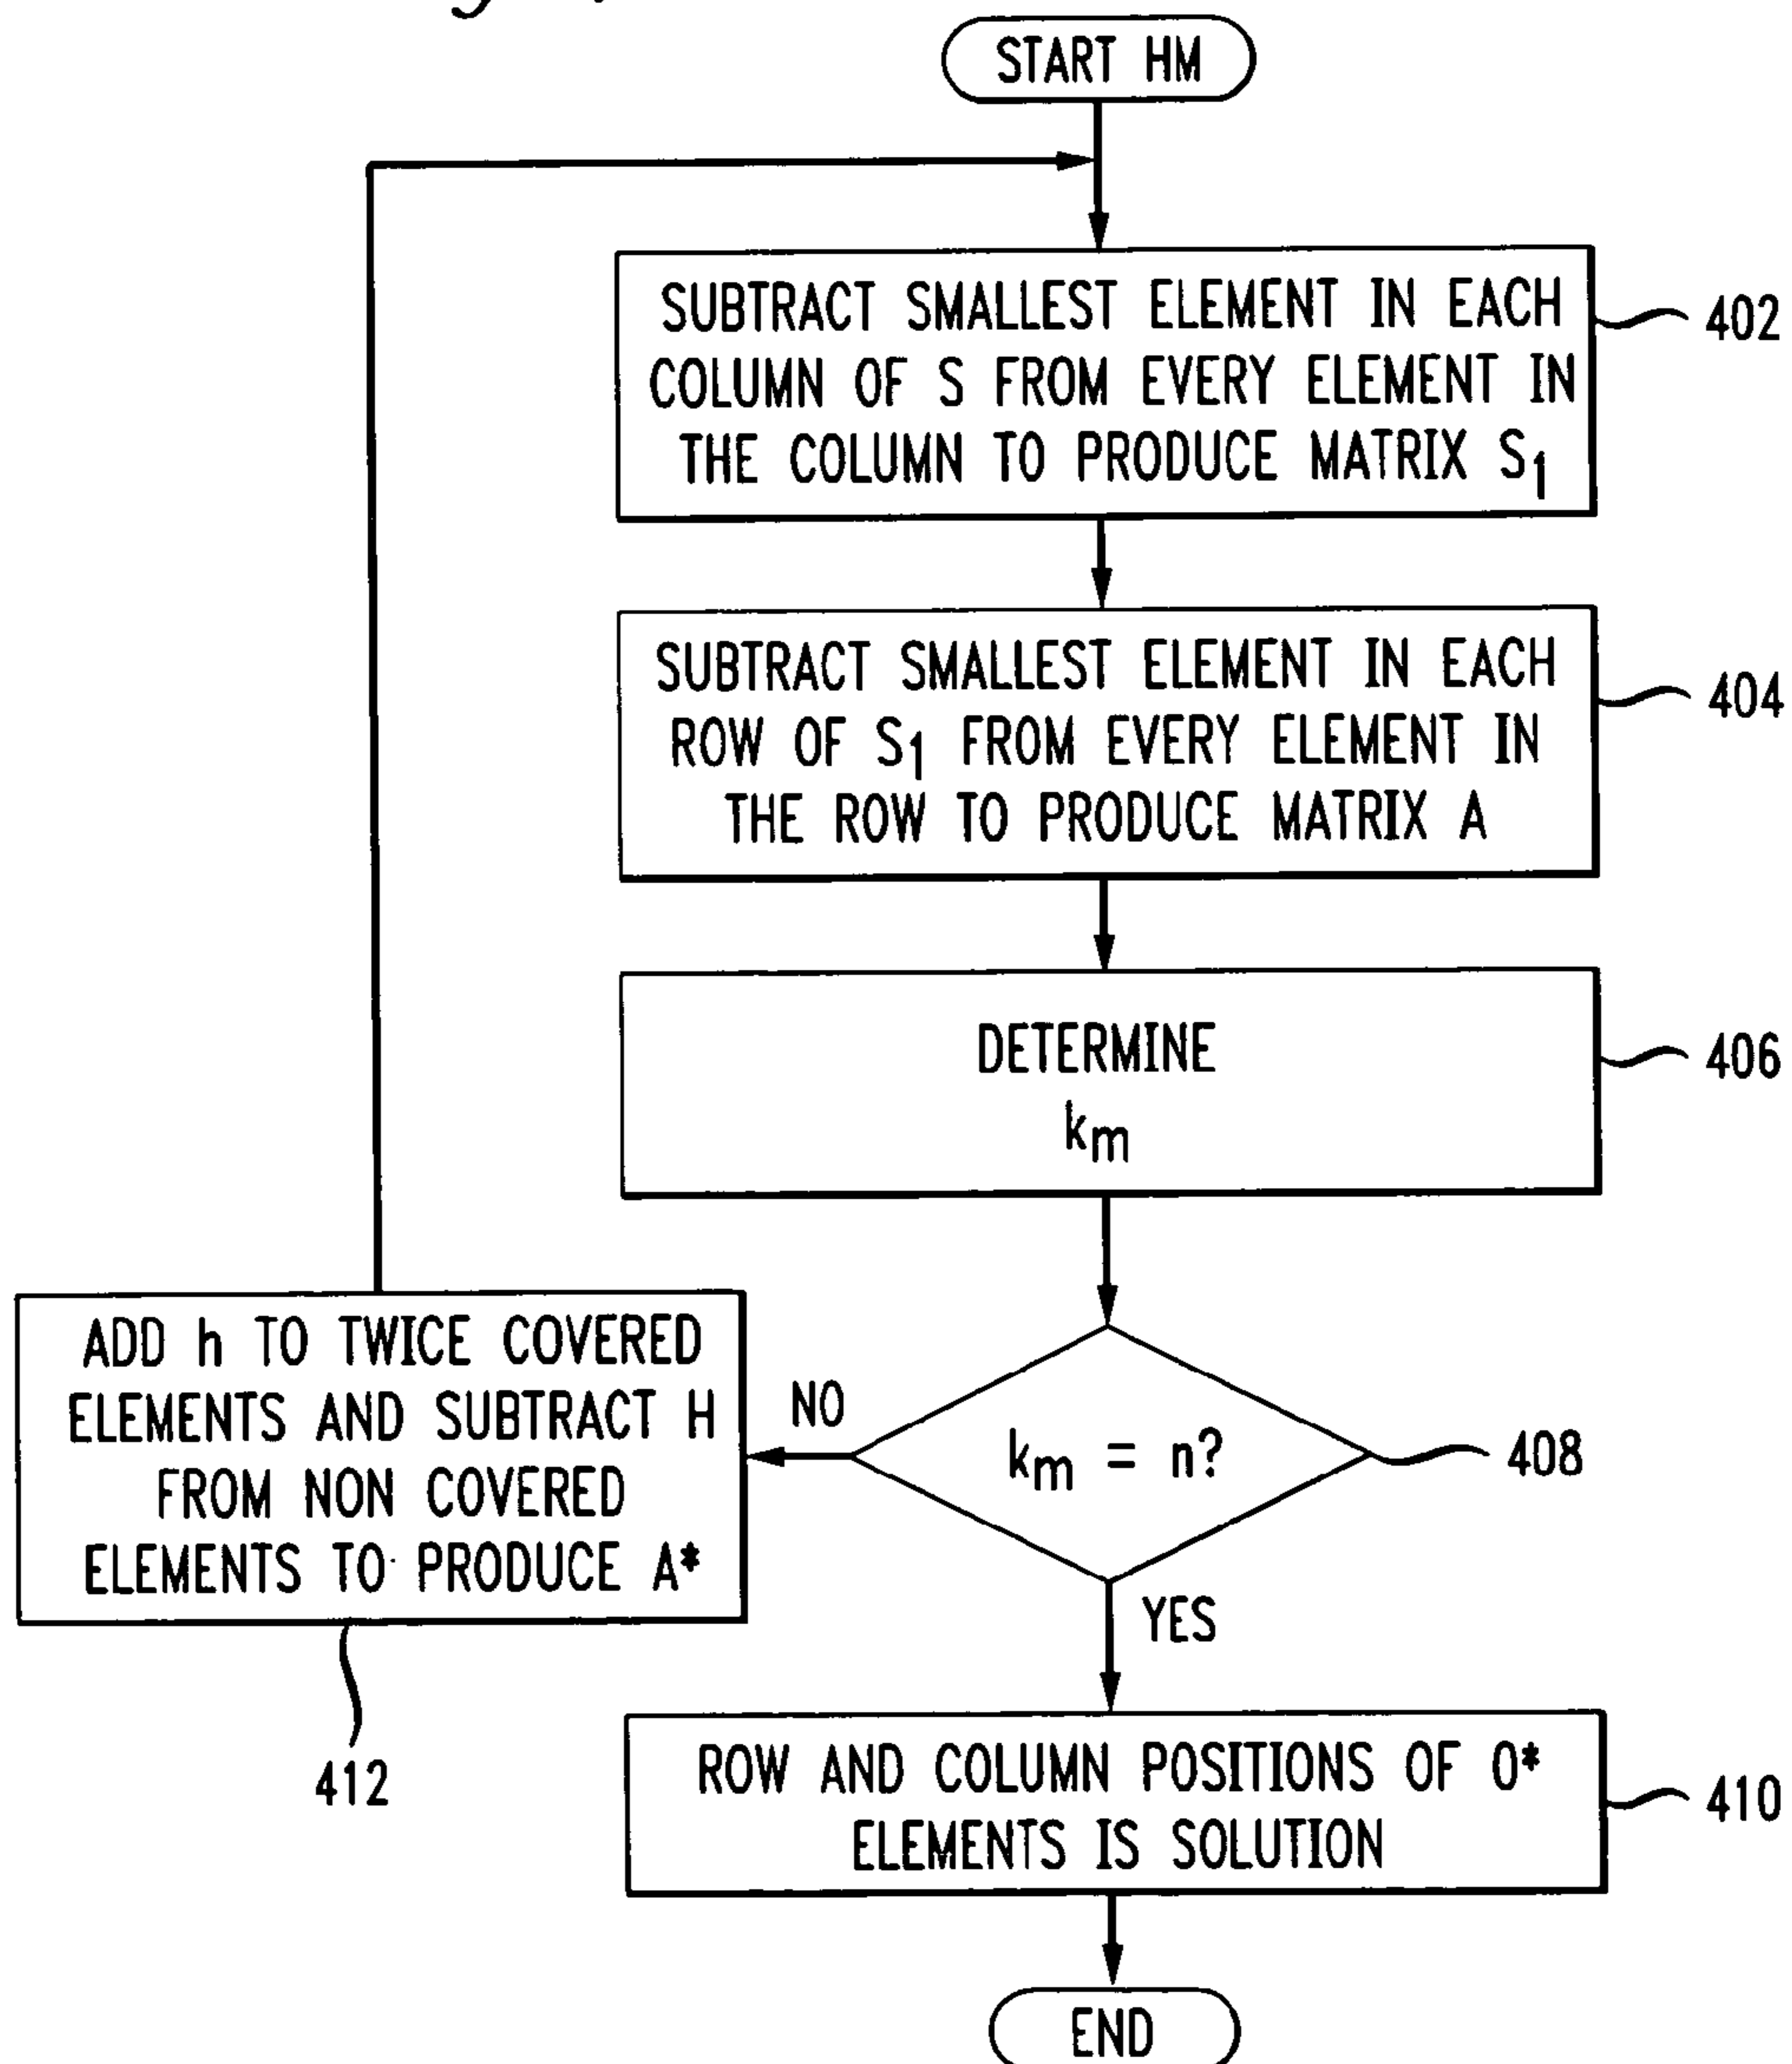 START HM
SUBTRACT SMALLEST ELEMENT IN EACH
COLUMN OF S FROM EVERY ELEMENT IN
THE COLUMN TO PRODUCE MATRIX S1
402
SUBTRACT SMALLEST ELEMENT IN EACH
ROW OF S1 FROM EVERY ELEMENT IN
THE ROW TO PRODUCE MATRIX A
404
DETERMINE
km
406
ADD h TO TWICE COVERED
ELEMENTS AND SUBTRACT H
FROM NON COVERED
ELEMENTS TO PRODUCE A*
412
NO
km = n?
408
YES
ROW AND COLUMN POSITIONS OF 0*
ELEMENTS IS SOLUTION
410
END